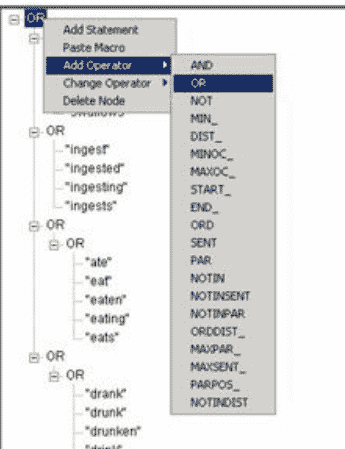 OR
Add Statement
Paste Macro
Add Operator
Change Operator
Delete Node
AND
OR
NOT
MIN_
DIST_
MINOC_
MAXOC_
START_
END_
ORD
SENT
PAR
NOTIN
NOTINSENT
NOTINPAR
ORDDIST_
MAXPAR_
MAXSENT_
PARPOS_
NOTINDIST
"swallows"
OR
"ingest"
"ingested"
"ingesting"
"ingests"
OR
OR
"ate"
"eat"
"eaten"
"eating"
"eats"
OR
OR
"drank"
"drunk"
"drunken"
"drink"